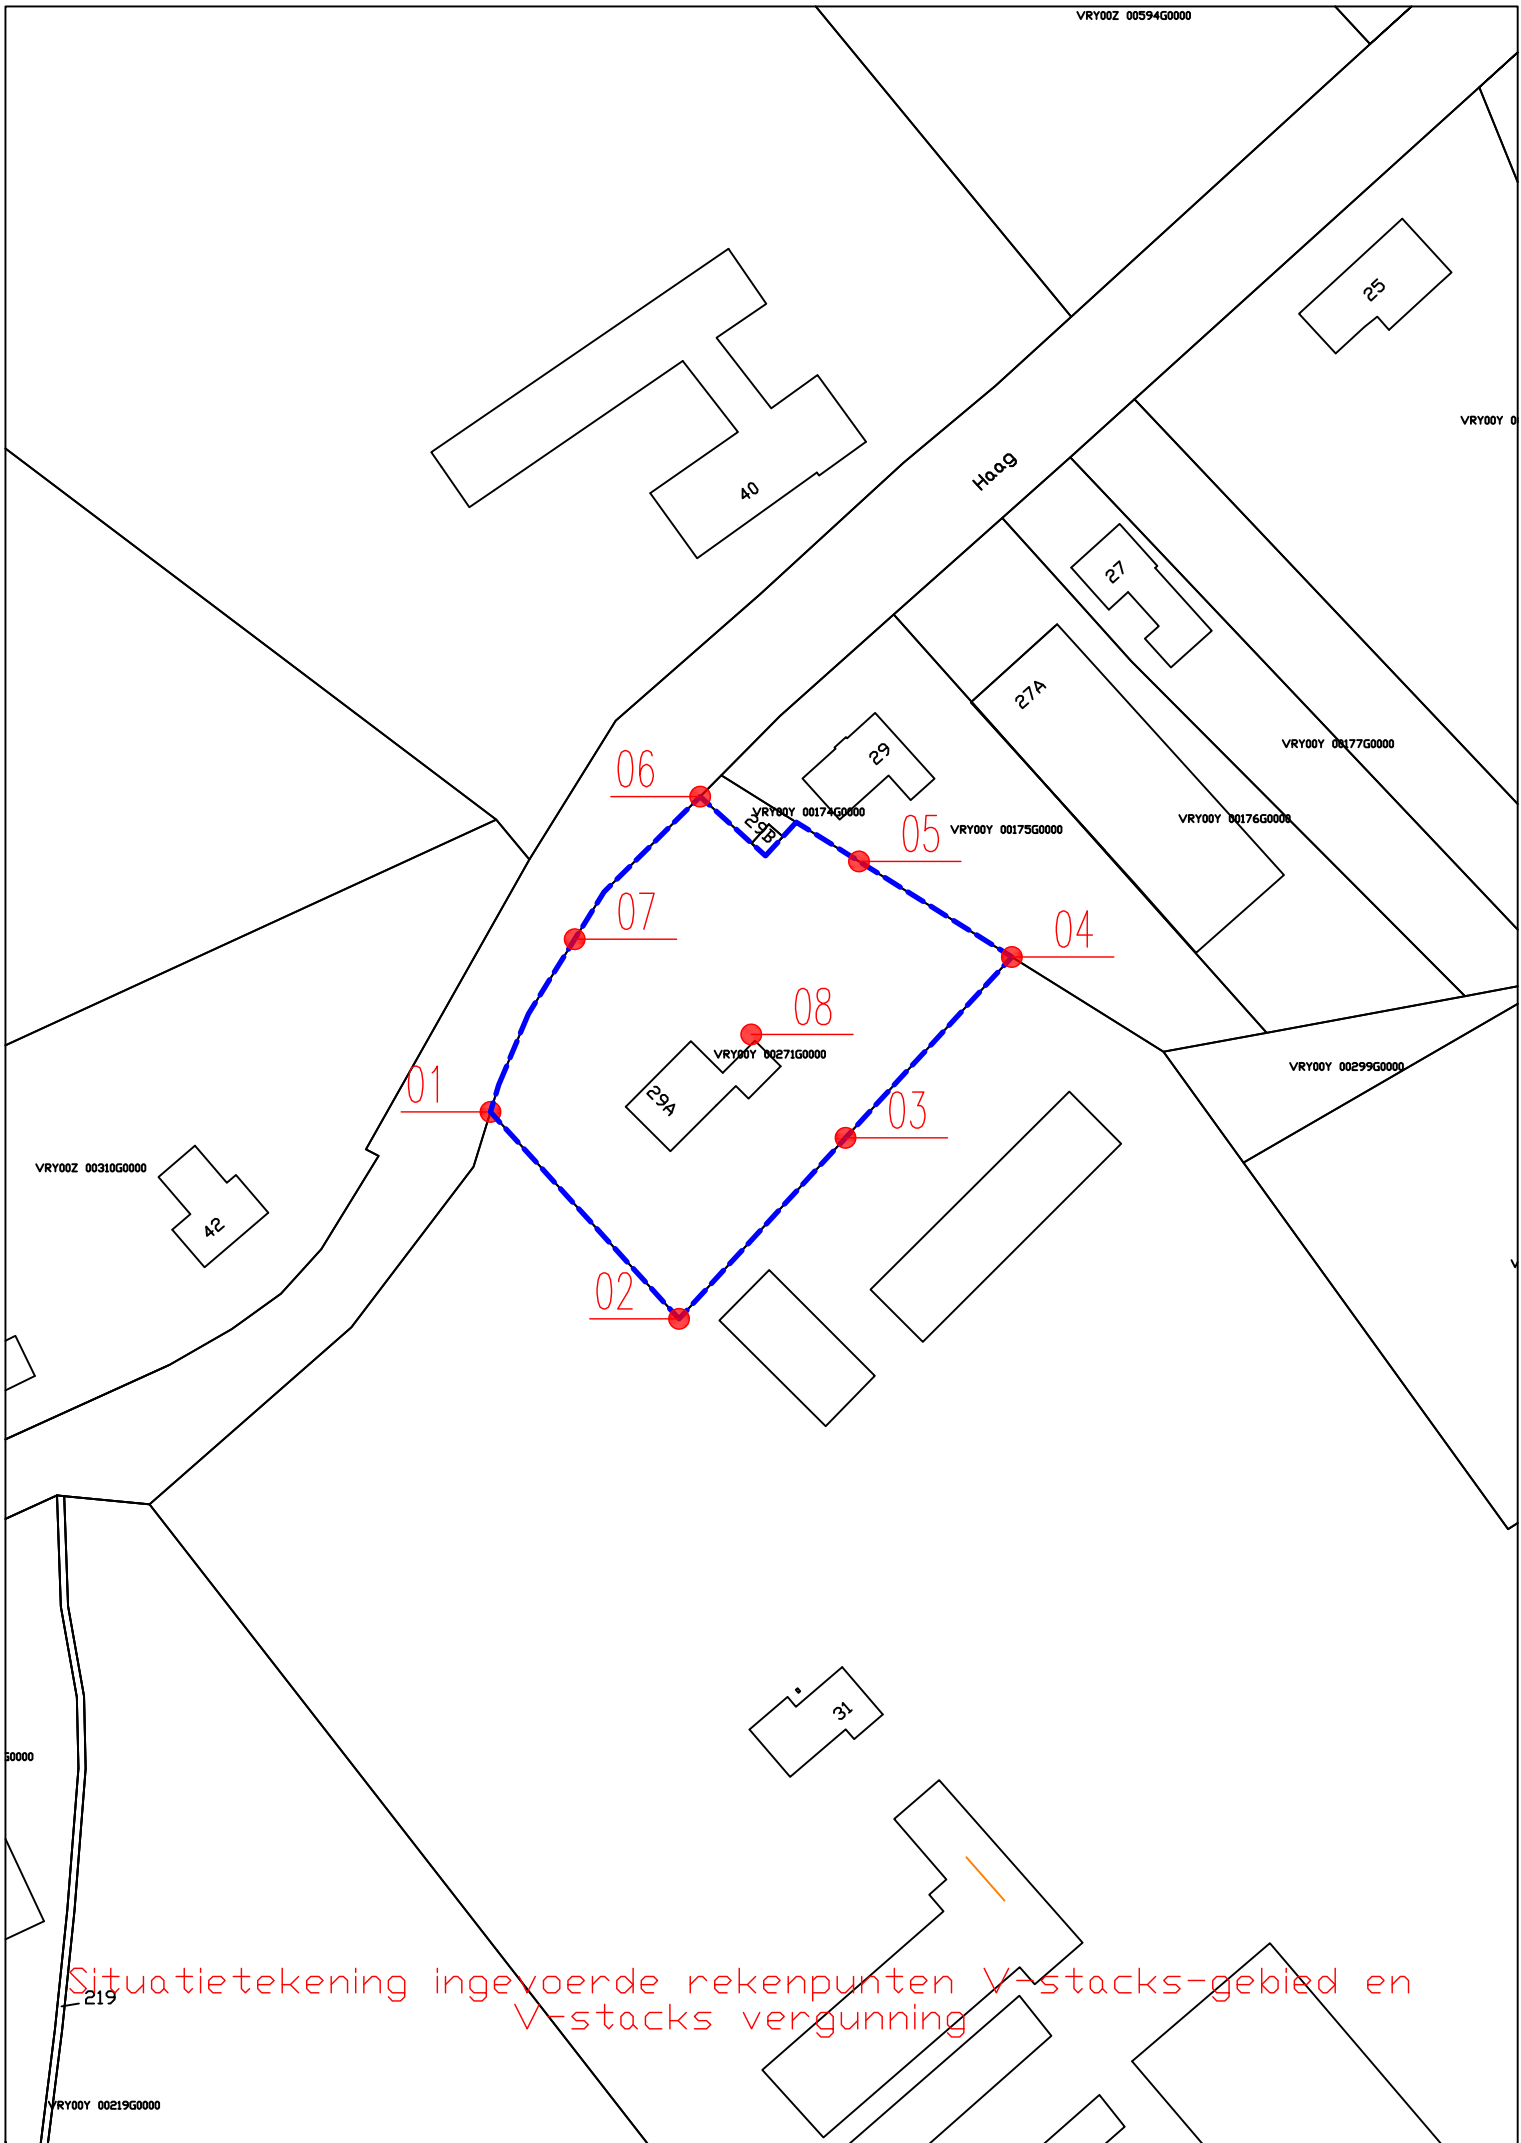 VRY00Z 00594G0000
25
VRY00Y 0
Haag
40
27
27A
VRY00Y 00177G0000
29
06
VRY00Y 00174G0000
29B
VRY00Y 00175G0000
VRY00Y 00176G0000
05
07
04
08
VRY00Y 00271G0000
VRY00Y 00299G0000
01
29A
03
VRY00Z 00310G0000
42
02
31
G0000
Situatietekening ingevoerde rekenpunten V-stacks-gebied en
V-stacks vergunning
219
VRY00Y 00219G0000